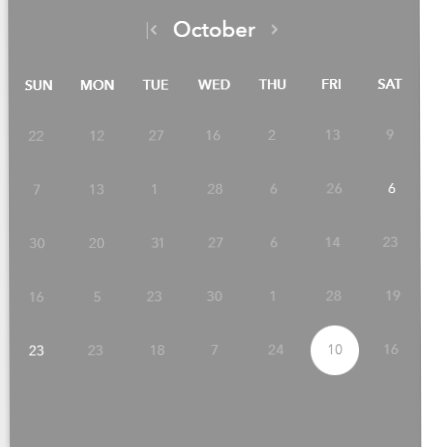 |< October >
SUN MON TUE WED THU FRI SAT
22 12 27 16 2 13 9
7 13 1 28 6 26 6
30 20 31 27 6 14 23
16 5 23 30 1 28 19
23 23 18 7 24 10 16